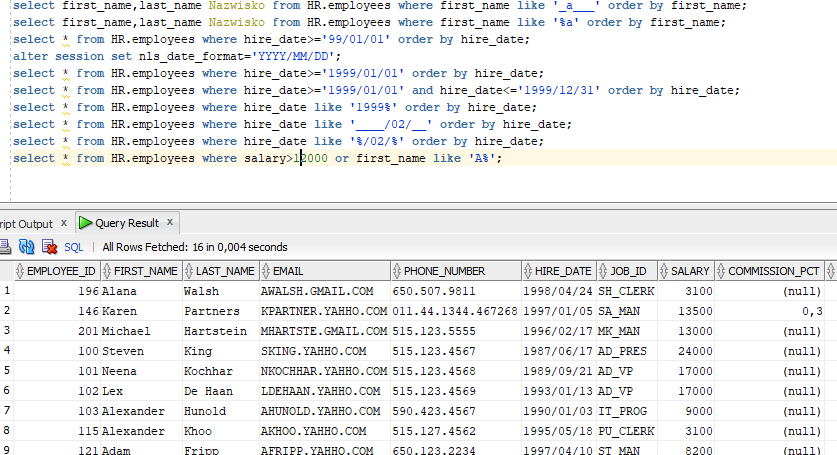 select first_name,last_name Nazwisko from HR.employees where first_name like '_a___' order by first_name;
select first_name,last_name Nazwisko from HR.employees where first_name like '%a' order by first_name;
select * from HR.employees where hire_date>='99/01/01' order by hire_date;
alter session set nls_date_format='YYYY/MM/DD';
select * from HR.employees where hire_date>='1999/01/01' order by hire_date;
select * from HR.employees where hire_date>='1999/01/01' and hire_date<='1999/12/31' order by hire_date;
select * from HR.employees where hire_date like '1999%' order by hire_date;
select * from HR.employees where hire_date like '____/02/__' order by hire_date;
select * from HR.employees where hire_date like '%/02/%' order by hire_date;
select * from HR.employees where salary>12000 or first_name like 'A%';
ript Output x Query Result x
SQL | All Rows Fetched: 16 in 0,004 seconds
EMPLOYEE_ID FIRST_NAME LAST_NAME EMAIL PHONE_NUMBER HIRE_DATE JOB_ID SALARY COMMISSION_PCT
1 196 Alana Walsh AWALSH.GMAIL.COM 650.507.9811 1998/04/24 SH_CLERK 3100 (null)
2 146 Karen Partners KPARTNER.YAHHO.COM 011.44.1344.467268 1997/01/05 SA_MAN 13500 0,3
3 201 Michael Hartstein MHARTSTE.GMAIL.COM 515.123.5555 1996/02/17 MK_MAN 13000 (null)
4 100 Steven King SKING.YAHHO.COM 515.123.4567 1987/06/17 AD_PRES 24000 (null)
5 101 Neena Kochhar NKOCHHAR.YAHHO.COM 515.123.4568 1989/09/21 AD_VP 17000 (null)
6 102 Lex De Haan LDEHAAN.YAHHO.COM 515.123.4569 1993/01/13 AD_VP 17000 (null)
7 103 Alexander Hunold AHUNOLD.YAHHO.COM 590.423.4567 1990/01/03 IT_PROG 9000 (null)
8 115 Alexander Khoo AKHOO.YAHHO.COM 515.127.4562 1995/05/18 PU_CLERK 3100 (null)
9 121 Adam Fripp AFRIPP.YAHHO.COM 650.123.2234 1997/04/10 ST_MAN 8200 (null)